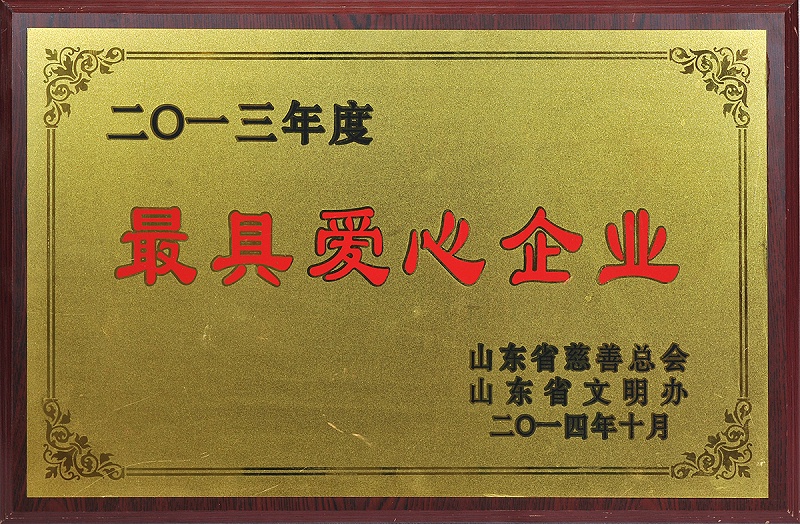 二〇一三年度
最具爱心企业
山东省慈善总会
山东省文明办
二〇一四年十月